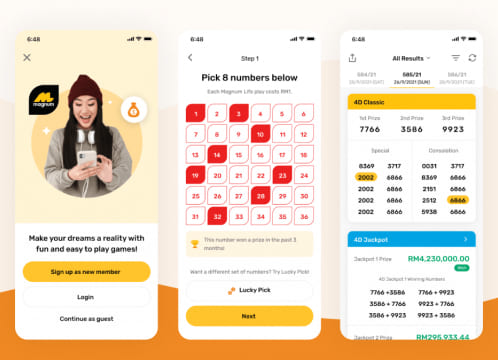 6:48
magnum
Make your dreams a reality with
fun and easy to play games!
Sign up as new member
Login
Continue as guest
6:48
Step 1
Pick 8 numbers below
Each Magnum Life play costs RM1.
1 2 3 4 5 6
7 8 9 10 11 12
13 14 15 16 17 18
19 20 21 22 23 24
25 26 27 28 29 30
31 32 33 34 35 36
This number won a prize in the past 3
months!
Want a different set of numbers? Try Lucky Pick!
Lucky Pick
Next
6:48
All Results
584/21 585/21 586/21
25/9/2021 (SAT) 26/9/2021 (SUN)
4D Classic
1st Prize 2nd Prize 3rd Prize
7766 3586 9923
Special Consolation
8369 3717 0031 3717
2002 6866 8369 6866
2002 6866 2151 6866
2002 6866 2512 6866
2002 6866 5938 6866
4D Jackpot
Jackpot 1 Prize RM4,230,000.00
4D Jackpot 1 Winning Numbers
7766 +3586 7766 + 9923
3586 + 7766 9923 + 7766
3586 + 9923 9923 + 3586
Jackpot 2 Prize RM295,933.44